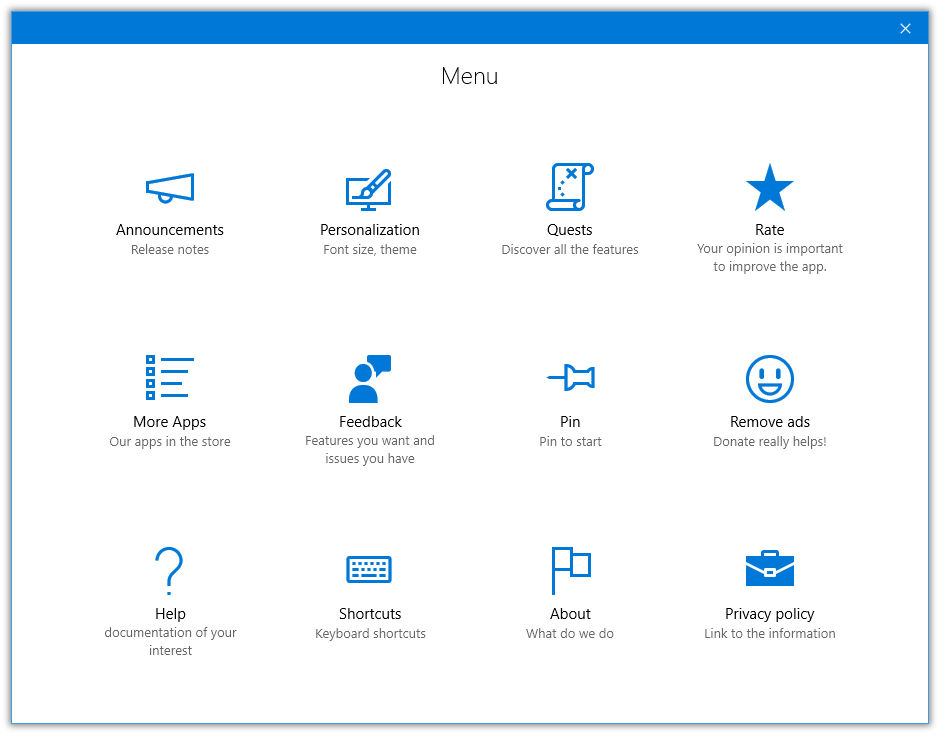 Menu
Announcements
Release notes
Personalization
Font size, theme
Quests
Discover all the features
Rate
Your opinion is important
to improve the app.
More Apps
Our apps in the store
Feedback
Features you want and
issues you have
Pin
Pin to start
Remove ads
Donate really helps!
Help
documentation of your
interest
Shortcuts
Keyboard shortcuts
About
What do we do
Privacy policy
Link to the information